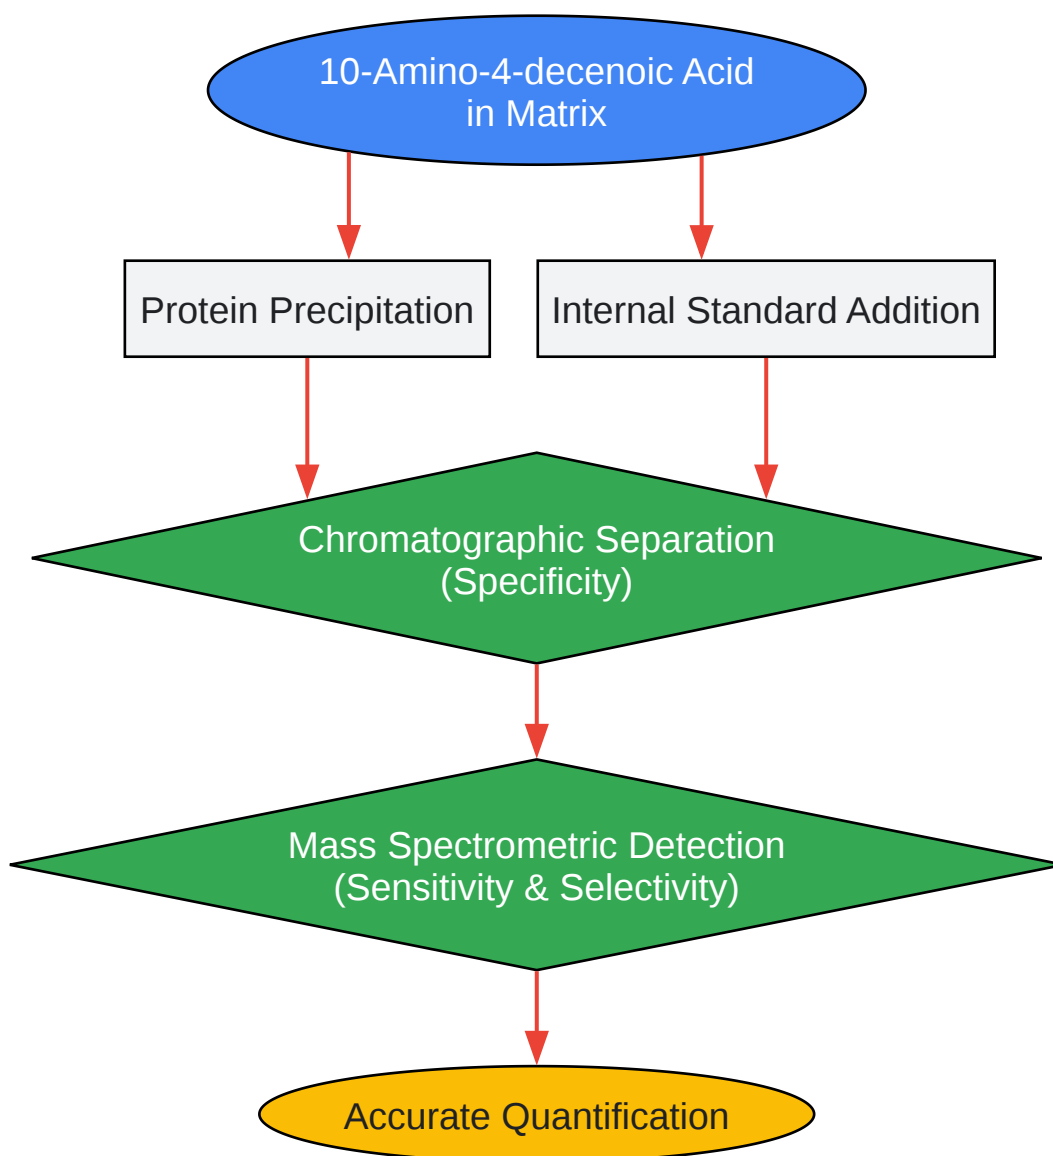 10-Amino-4-decenoic Acid
in Matrix
Protein Precipitation
Internal Standard Addition
Chromatographic Separation
(Specificity)
Mass Spectrometric Detection
(Sensitivity & Selectivity)
Accurate Quantification